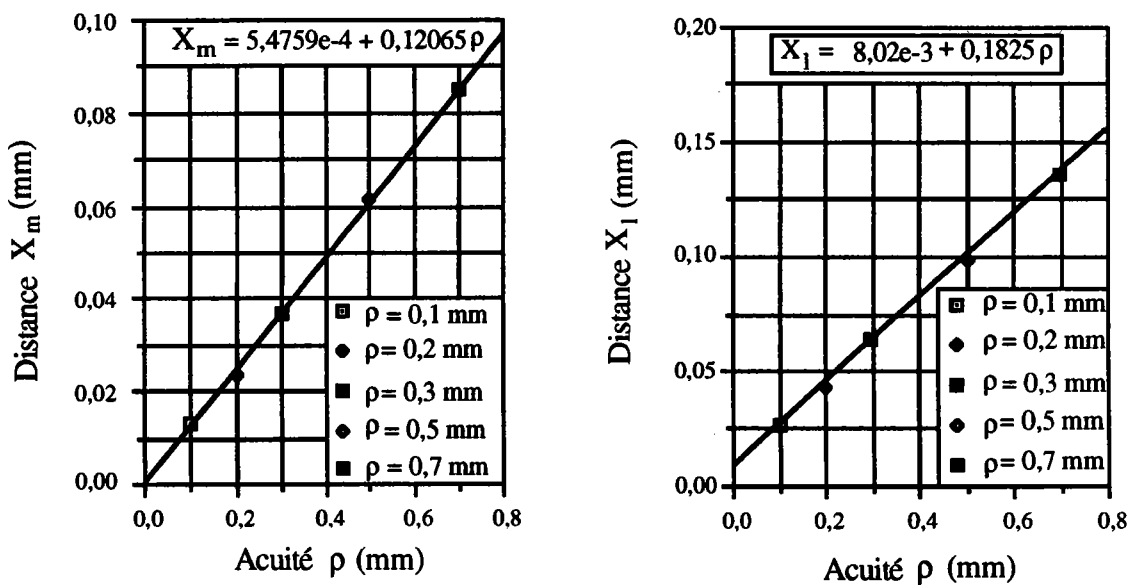 X_m = 5,4759e-4 + 0,12065 ρ
Distance X_m (mm)
0,10
0,08
0,06
0,04
0,02
0,00
0,0
0,2
0,4
0,6
0,8
Acuité ρ (mm)
ρ = 0,1 mm
ρ = 0,2 mm
ρ = 0,3 mm
ρ = 0,5 mm
ρ = 0,7 mm
X_l = 8,02e-3 + 0,1825 ρ
Distance X_l (mm)
0,20
0,15
0,10
0,05
0,00
0,0
0,2
0,4
0,6
0,8
Acuité ρ (mm)
ρ = 0,1 mm
ρ = 0,2 mm
ρ = 0,3 mm
ρ = 0,5 mm
ρ = 0,7 mm